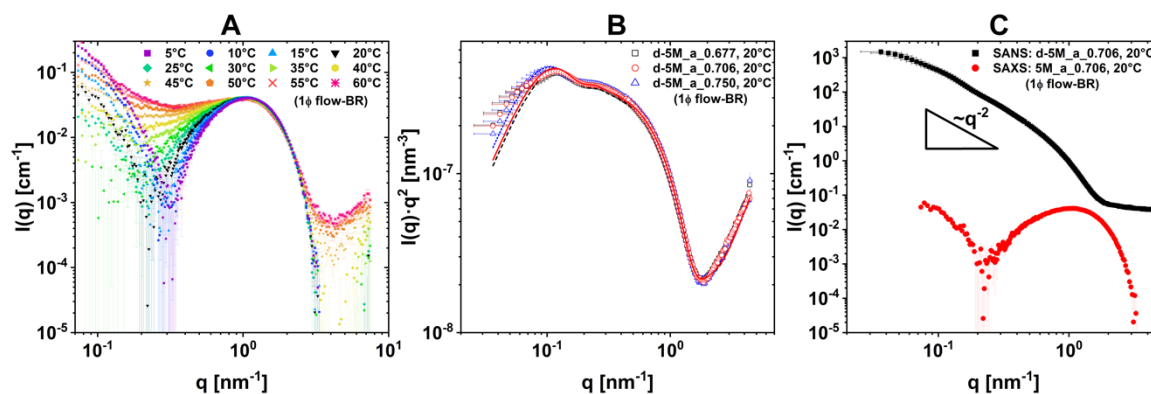 A
5°C 10°C 15°C 20°C
25°C 30°C 35°C 40°C
45°C 50°C 55°C 60°C
(1ϕ flow-BR)
I(q) [cm⁻¹]
10⁻¹
10⁻²
10⁻³
10⁻⁴
10⁻⁵
10⁻¹ 10⁰ 10¹
q [nm⁻¹]
B
d-5M_a_0.677, 20°C
d-5M_a_0.706, 20°C
d-5M_a_0.750, 20°C
(1ϕ flow-BR)
I(q)·q² [nm⁻³]
10⁻⁷
10⁻⁸
10⁻¹ 10⁰
q [nm⁻¹]
C
SANS: d-5M_a_0.706, 20°C
SAXS: 5M_a_0.706, 20°C
(1ϕ flow-BR)
~q⁻²
I(q) [cm⁻¹]
10³
10²
10¹
10⁰
10⁻¹
10⁻²
10⁻³
10⁻⁴
10⁻⁵
10⁻¹ 10⁰
q [nm⁻¹]